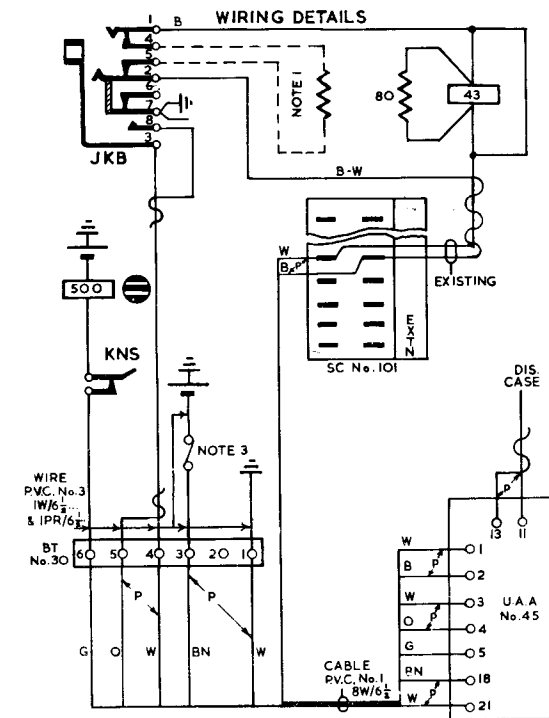 WIRING DETAILS
1
B
4
5
2
6
7
8
3
JKB
NOTE 1
80
43
B-W
W
B
P
EXISTING
EXTN
SC No. 101
500
KNS
DIS.
CASE
P
13
11
NOTE 3
WIRE
P.V.C. No.3
1W/6½...
& 1PR/6½...
BT
No.30
6
5
4
3
2
1
P
P
G
O
W
BN
W
W
1
B
P
2
W
3
P
O
4
G
5
BN
18
P
W
21
U.A.A
No.45
CABLE
P.V.C. No.1
8W/6½